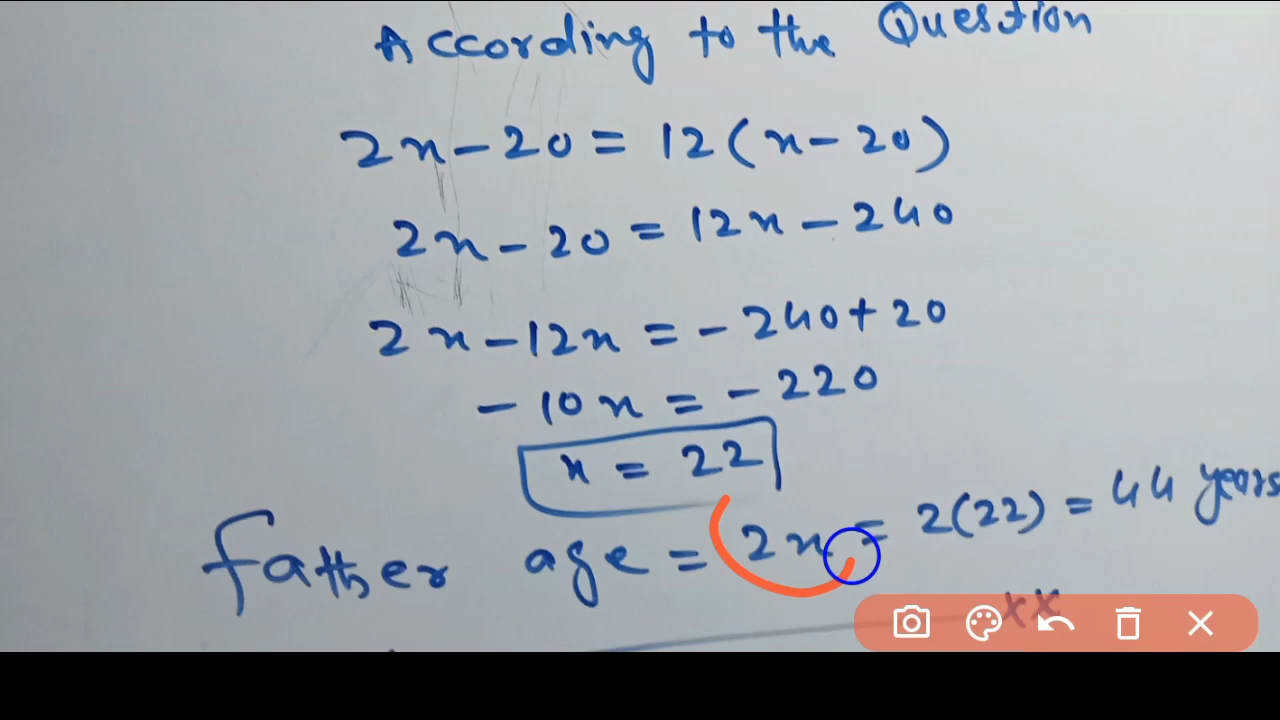 According to the Question
2x - 20 = 12(x - 20)
2x - 20 = 12x - 240
2x - 12x = - 240 + 20
- 10x = - 220
x = 22
father age = 2x = 2(22) = 44 years
xx